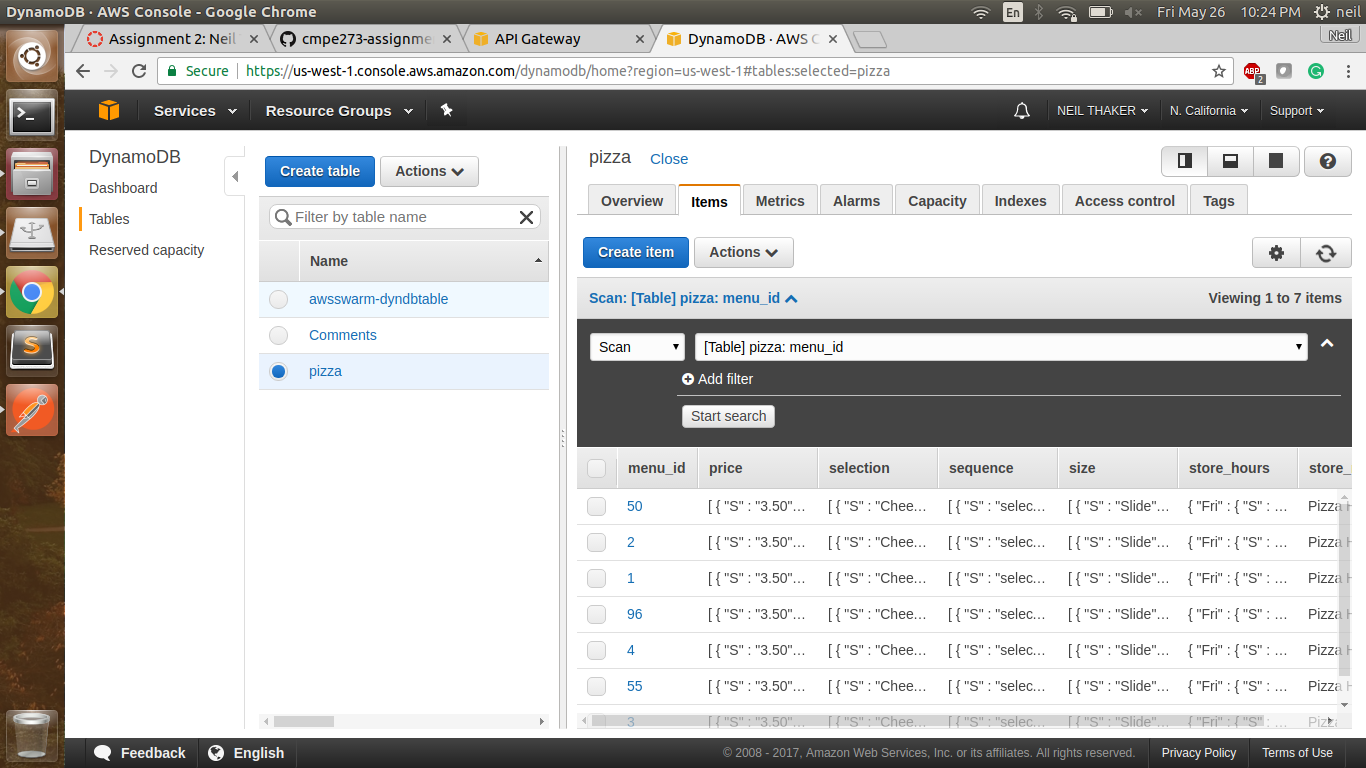 DynamoDB · AWS Console - Google Chrome
En
Fri May 26 10:24 PM neil
Assignment 2: Neil
cmpe273-assignme
API Gateway
DynamoDB · AWS C
Neil
Secure
https://us-west-1.console.aws.amazon.com/dynamodb/home?region=us-west-1#tables:selected=pizza
ABP
2
Services
Resource Groups
NEIL THAKER
N. California
Support
DynamoDB
Dashboard
Tables
Reserved capacity
Create table
Actions
Filter by table name
Name
awsswarm-dyndbtable
Comments
pizza
pizza Close
Overview Items Metrics Alarms Capacity Indexes Access control Tags
Create item
Actions
Scan: [Table] pizza: menu_id
Viewing 1 to 7 items
Scan
[Table] pizza: menu_id
Add filter
Start search
menu_id price selection sequence size store_hours store_
50 [ { "S" : "3.50"... [ { "S" : "Chee... [ { "S" : "selec... [ { "S" : "Slide"... { "Fri" : { "S" : ... Pizza H
2 [ { "S" : "3.50"... [ { "S" : "Chee... [ { "S" : "selec... [ { "S" : "Slide"... { "Fri" : { "S" : ... Pizza H
1 [ { "S" : "3.50"... [ { "S" : "Chee... [ { "S" : "selec... [ { "S" : "Slide"... { "Fri" : { "S" : ... Pizza H
96 [ { "S" : "3.50"... [ { "S" : "Chee... [ { "S" : "selec... [ { "S" : "Slide"... { "Fri" : { "S" : ... Pizza H
4 [ { "S" : "3.50"... [ { "S" : "Chee... [ { "S" : "selec... [ { "S" : "Slide"... { "Fri" : { "S" : ... Pizza H
55 [ { "S" : "3.50"... [ { "S" : "Chee... [ { "S" : "selec... [ { "S" : "Slide"... { "Fri" : { "S" : ... Pizza H
3 [ { "S" : "3.50"... [ { "S" : "Chee... [ { "S" : "selec... [ { "S" : "Slide"... { "Fri" : { "S" : ... Pizza H
Feedback
English
© 2008 - 2017, Amazon Web Services, Inc. or its affiliates. All rights reserved.
Privacy Policy
Terms of Use